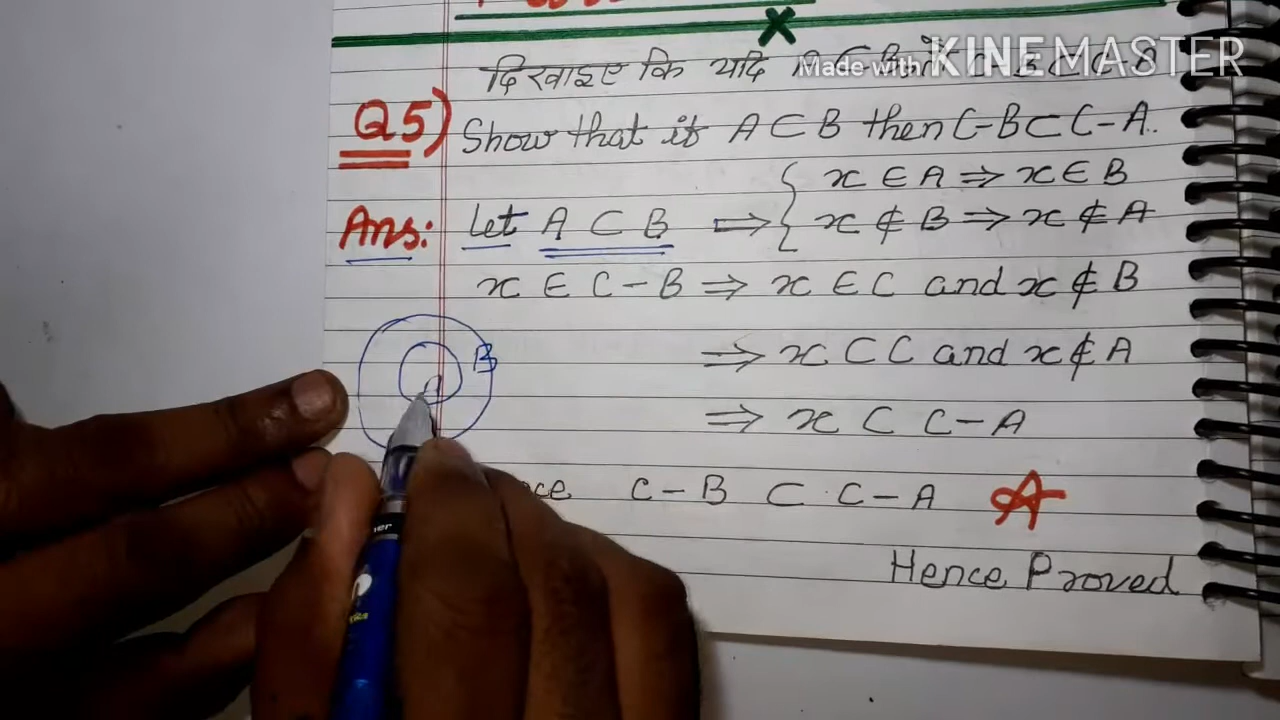 दिखाइए कि यदि A ⊂ B C-B ⊂ C-A
Made with KINEMASTER
Q5) Show that if A ⊂ B then C-B ⊂ C-A.
x ∈ A ⇒ x ∈ B
Ans: Let A ⊂ B ⇒ { x ∉ B ⇒ x ∉ A
x ∈ C - B ⇒ x ∈ C and x ∉ B
B
⇒ x ⊂ C and x ∉ A
⇒ x ⊂ C - A
C - B ⊂ C - A
Hence Proved